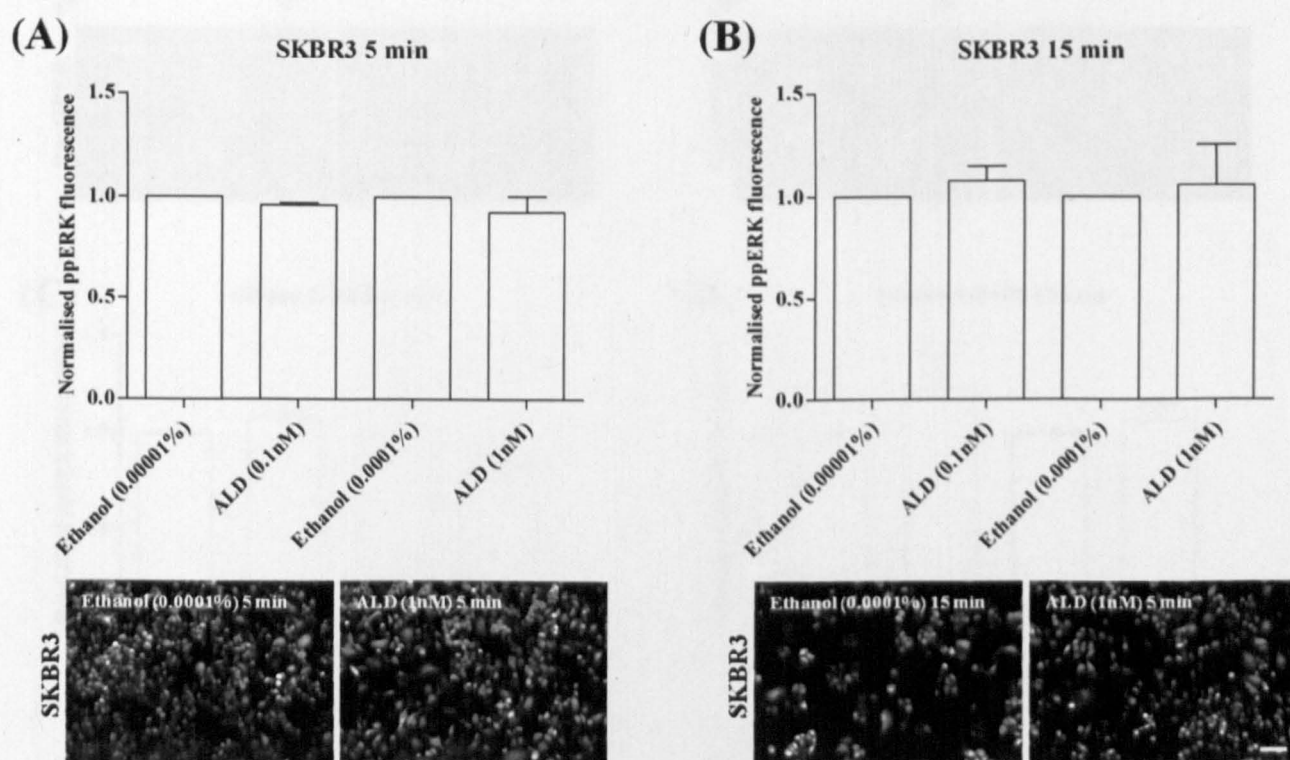 (A)
SKBR3 5 min
Normalised ppERK fluorescence
1.5
1.0
0.5
0.0
Ethanol (0.00001%)
ALD (0.1nM)
Ethanol (0.0001%)
ALD (1nM)
SKBR3
Ethanol (0.0001%) 5 min
ALD (1nM) 5 min
(B)
SKBR3 15 min
Normalised ppERK fluorescence
1.5
1.0
0.5
0.0
Ethanol (0.00001%)
ALD (0.1nM)
Ethanol (0.0001%)
ALD (1nM)
SKBR3
Ethanol (0.0001%) 15 min
ALD (1nM) 5 min